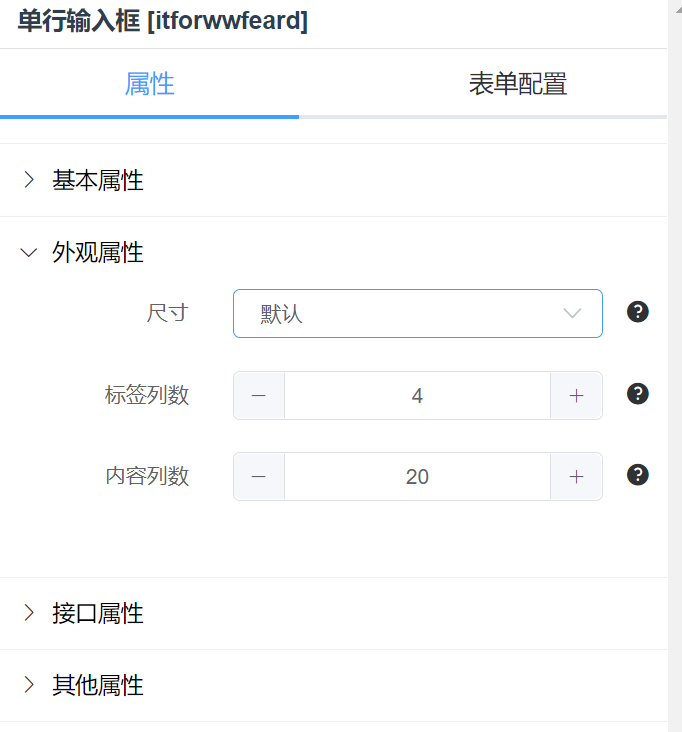 单行输入框 [itforwwfeard]
属性 表单配置
基本属性
外观属性
尺寸 默认 ?
标签列数 − 4 + ?
内容列数 − 20 + ?
接口属性
其他属性